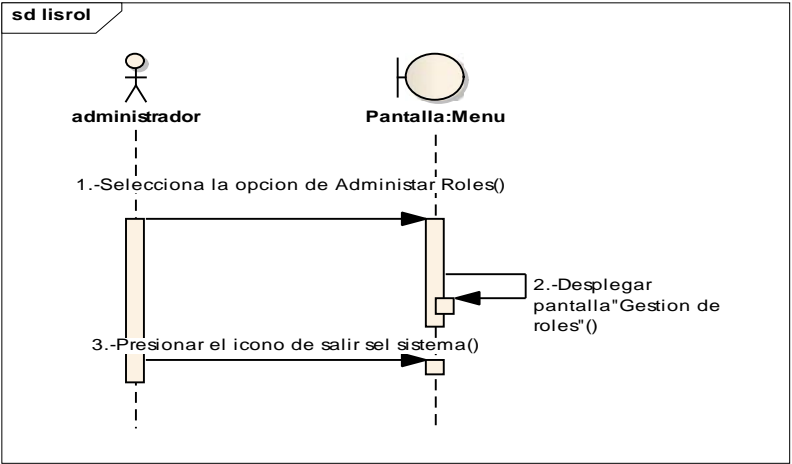 sd lisrol
administrador
Pantalla:Menu
1.-Selecciona la opcion de Administar Roles()
2.-Desplegar
pantalla"Gestion de
roles"()
3.-Presionar el icono de salir sel sistema()